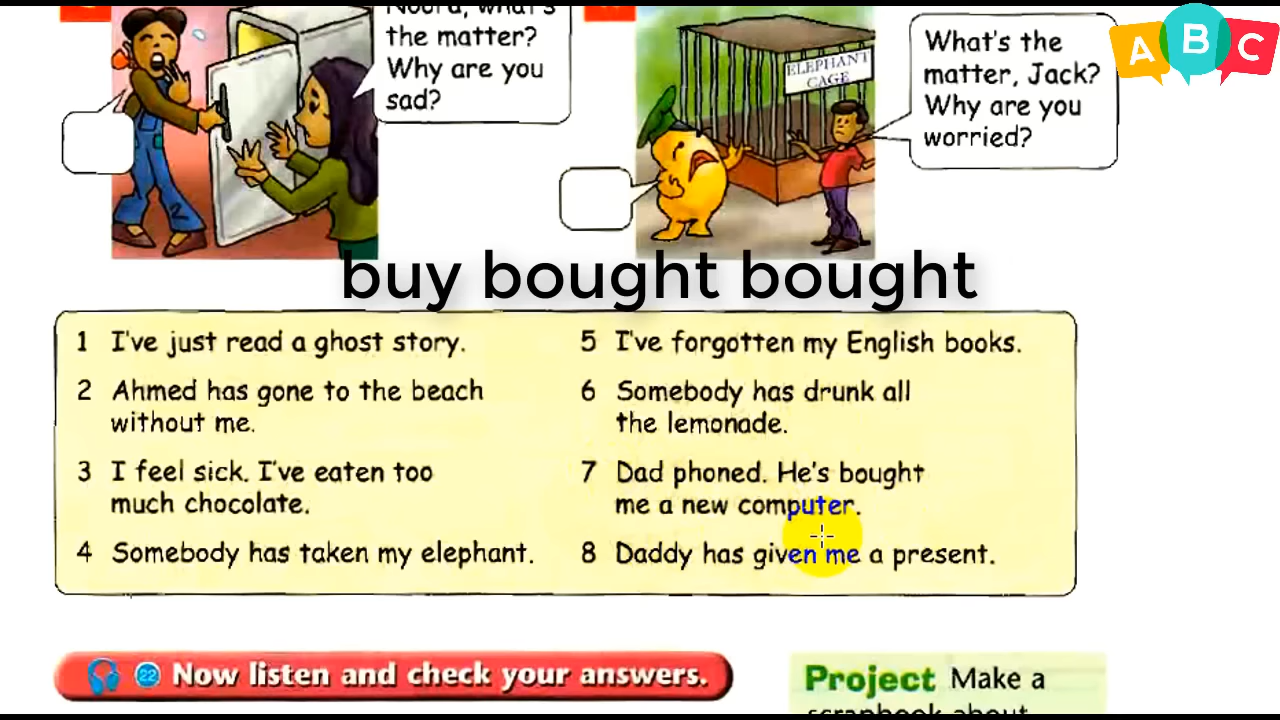 Noura, what's
the matter?
Why are you
sad?
ELEPHANT
CAGE
What's the
matter, Jack?
Why are you
worried?
A B C
buy bought bought
1 I've just read a ghost story.
2 Ahmed has gone to the beach
without me.
3 I feel sick. I've eaten too
much chocolate.
4 Somebody has taken my elephant.
5 I've forgotten my English books.
6 Somebody has drunk all
the lemonade.
7 Dad phoned. He's bought
me a new computer.
8 Daddy has given me a present.
22 Now listen and check your answers.
Project Make a
scrapbook about